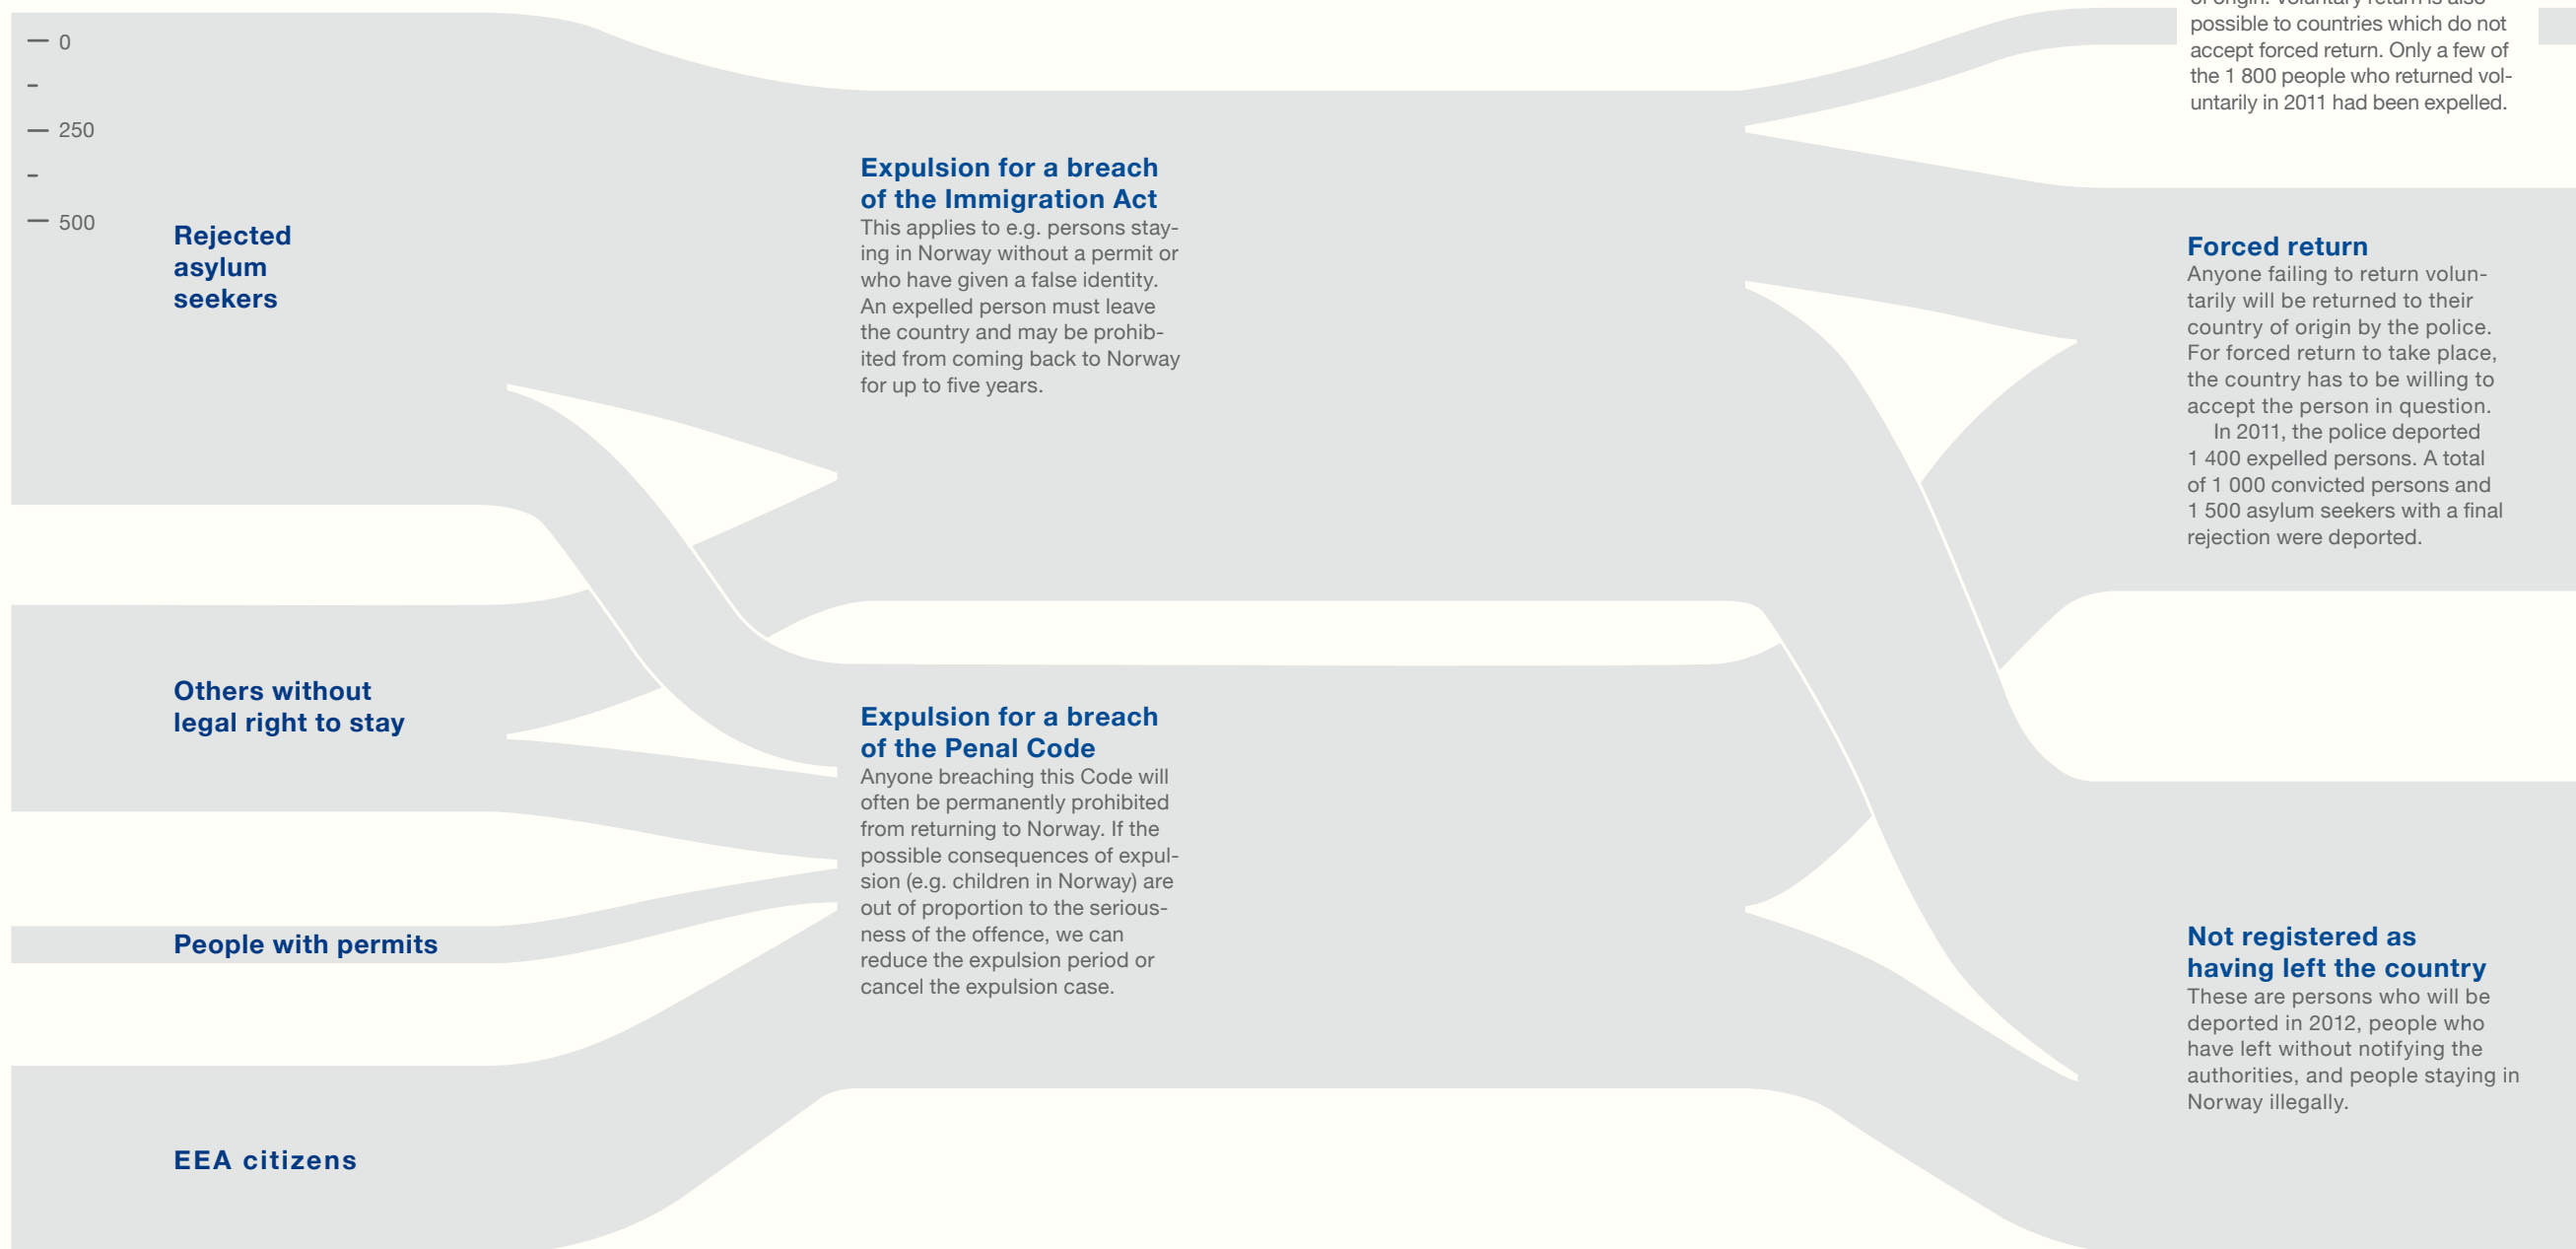 0
250
500
Rejected
asylum
seekers
Others without
legal right to stay
People with permits
EEA citizens
Expulsion for a breach
of the Immigration Act
This applies to e.g. persons stay-
ing in Norway without a permit or
who have given a false identity.
An expelled person must leave
the country and may be prohib-
ited from coming back to Norway
for up to five years.
Expulsion for a breach
of the Penal Code
Anyone breaching this Code will
often be permanently prohibited
from returning to Norway. If the
possible consequences of expul-
sion (e.g. children in Norway) are
out of proportion to the serious-
ness of the offence, we can
reduce the expulsion period or
cancel the expulsion case.
of origin. Voluntary return is also
possible to countries which do not
accept forced return. Only a few of
the 1 800 people who returned vol-
untarily in 2011 had been expelled.
Forced return
Anyone failing to return volun-
tarily will be returned to their
country of origin by the police.
For forced return to take place,
the country has to be willing to
accept the person in question.
In 2011, the police deported
1 400 expelled persons. A total
of 1 000 convicted persons and
1 500 asylum seekers with a final
rejection were deported.
Not registered as
having left the country
These are persons who will be
deported in 2012, people who
have left without notifying the
authorities, and people staying in
Norway illegally.